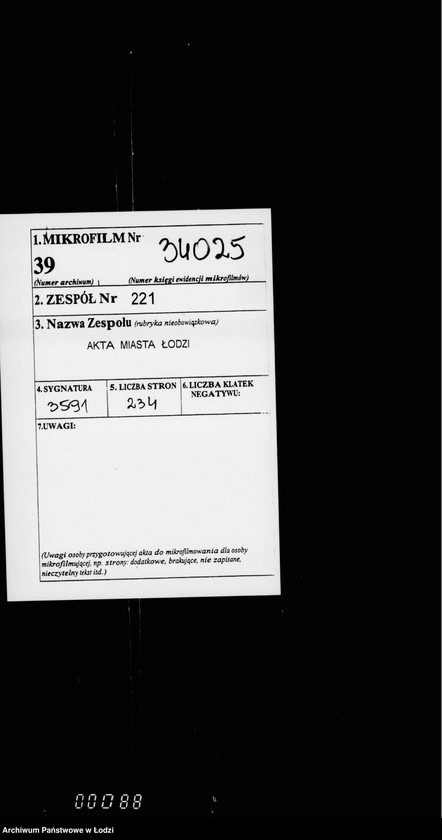 1. MIKROFILM Nr 34025
39
(Numer archiwum) (Numer księgi ewidencji mikrofilmów)
2. ZESPÓŁ Nr 221
3. Nazwa Zespołu (rubryka nieobowiązkowa)
AKTA MIASTA ŁODZI
4. SYGNATURA 5. LICZBA STRON 6. LICZBA KLATEK
NEGATYWU:
3591 234
7. UWAGI:
(Uwagi osoby przygotowującej akta do mikrofilmowania dla osoby
mikrofilmującej, np. strony: dodatkowe, brakujące, nie zapisane,
nieczytelny tekst itd.)
00088
Archiwum Państwowe w Łodzi